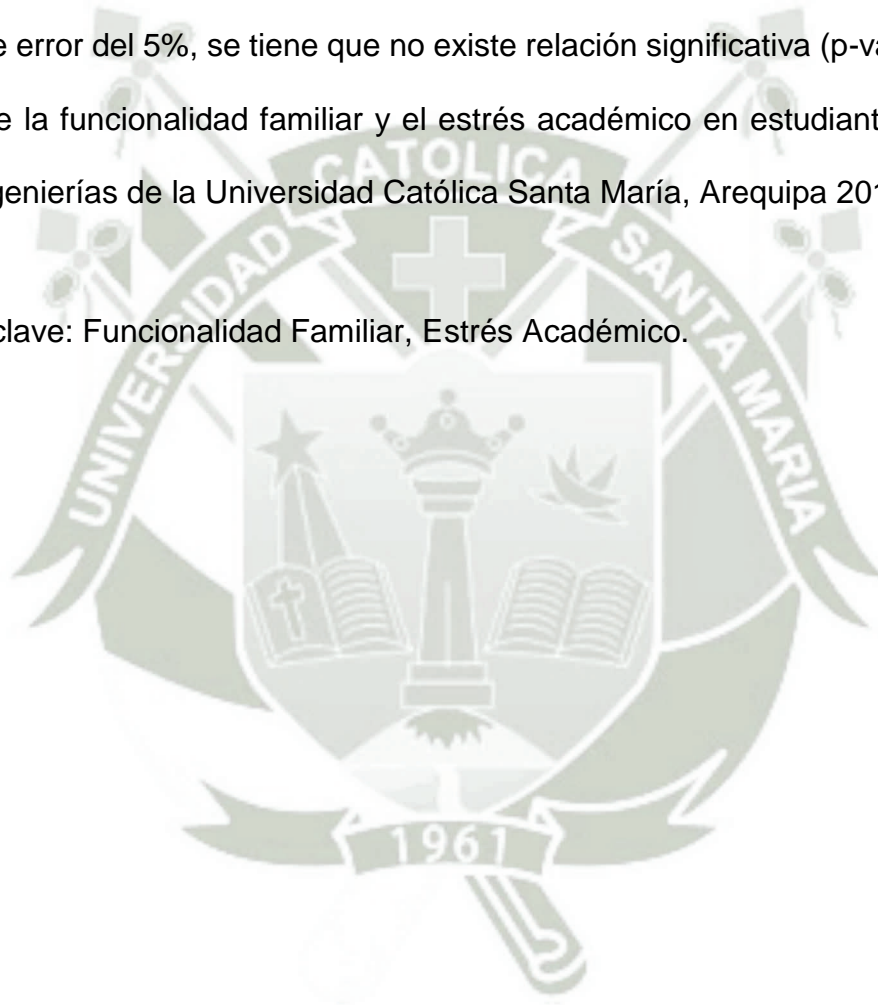 e error del 5%, se tiene que no existe relación significativa (p-va
e la funcionalidad familiar y el estrés académico en estudiant
genierías de la Universidad Católica Santa María, Arequipa 201
clave: Funcionalidad Familiar, Estrés Académico.
UNIVERSIDAD CATOLICA SANTA MARIA
1961